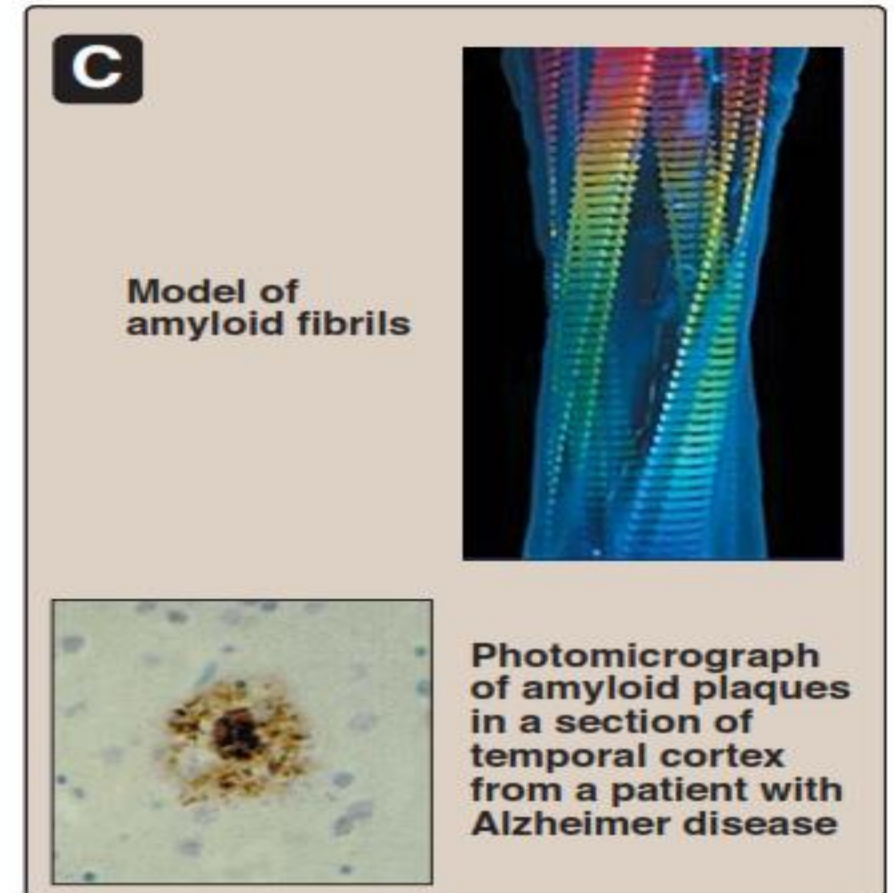 C
Model of
amyloid fibrils
Photomicrograph
of amyloid plaques
in a section of
temporal cortex
from a patient with
Alzheimer disease